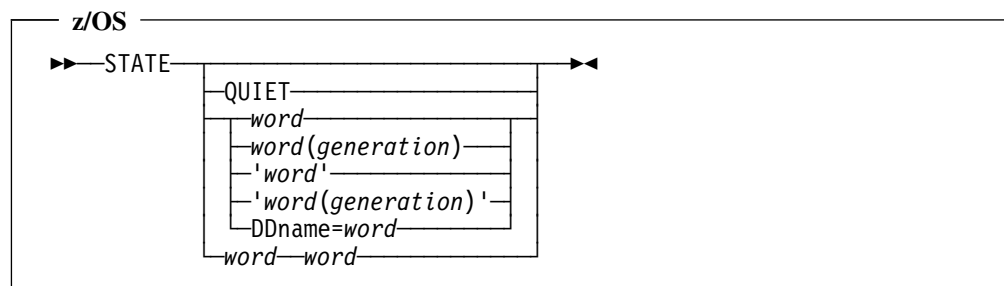 z/OS
STATE
QUIET
word
word(generation)
'word'
'word(generation)'
DDname=word
word word